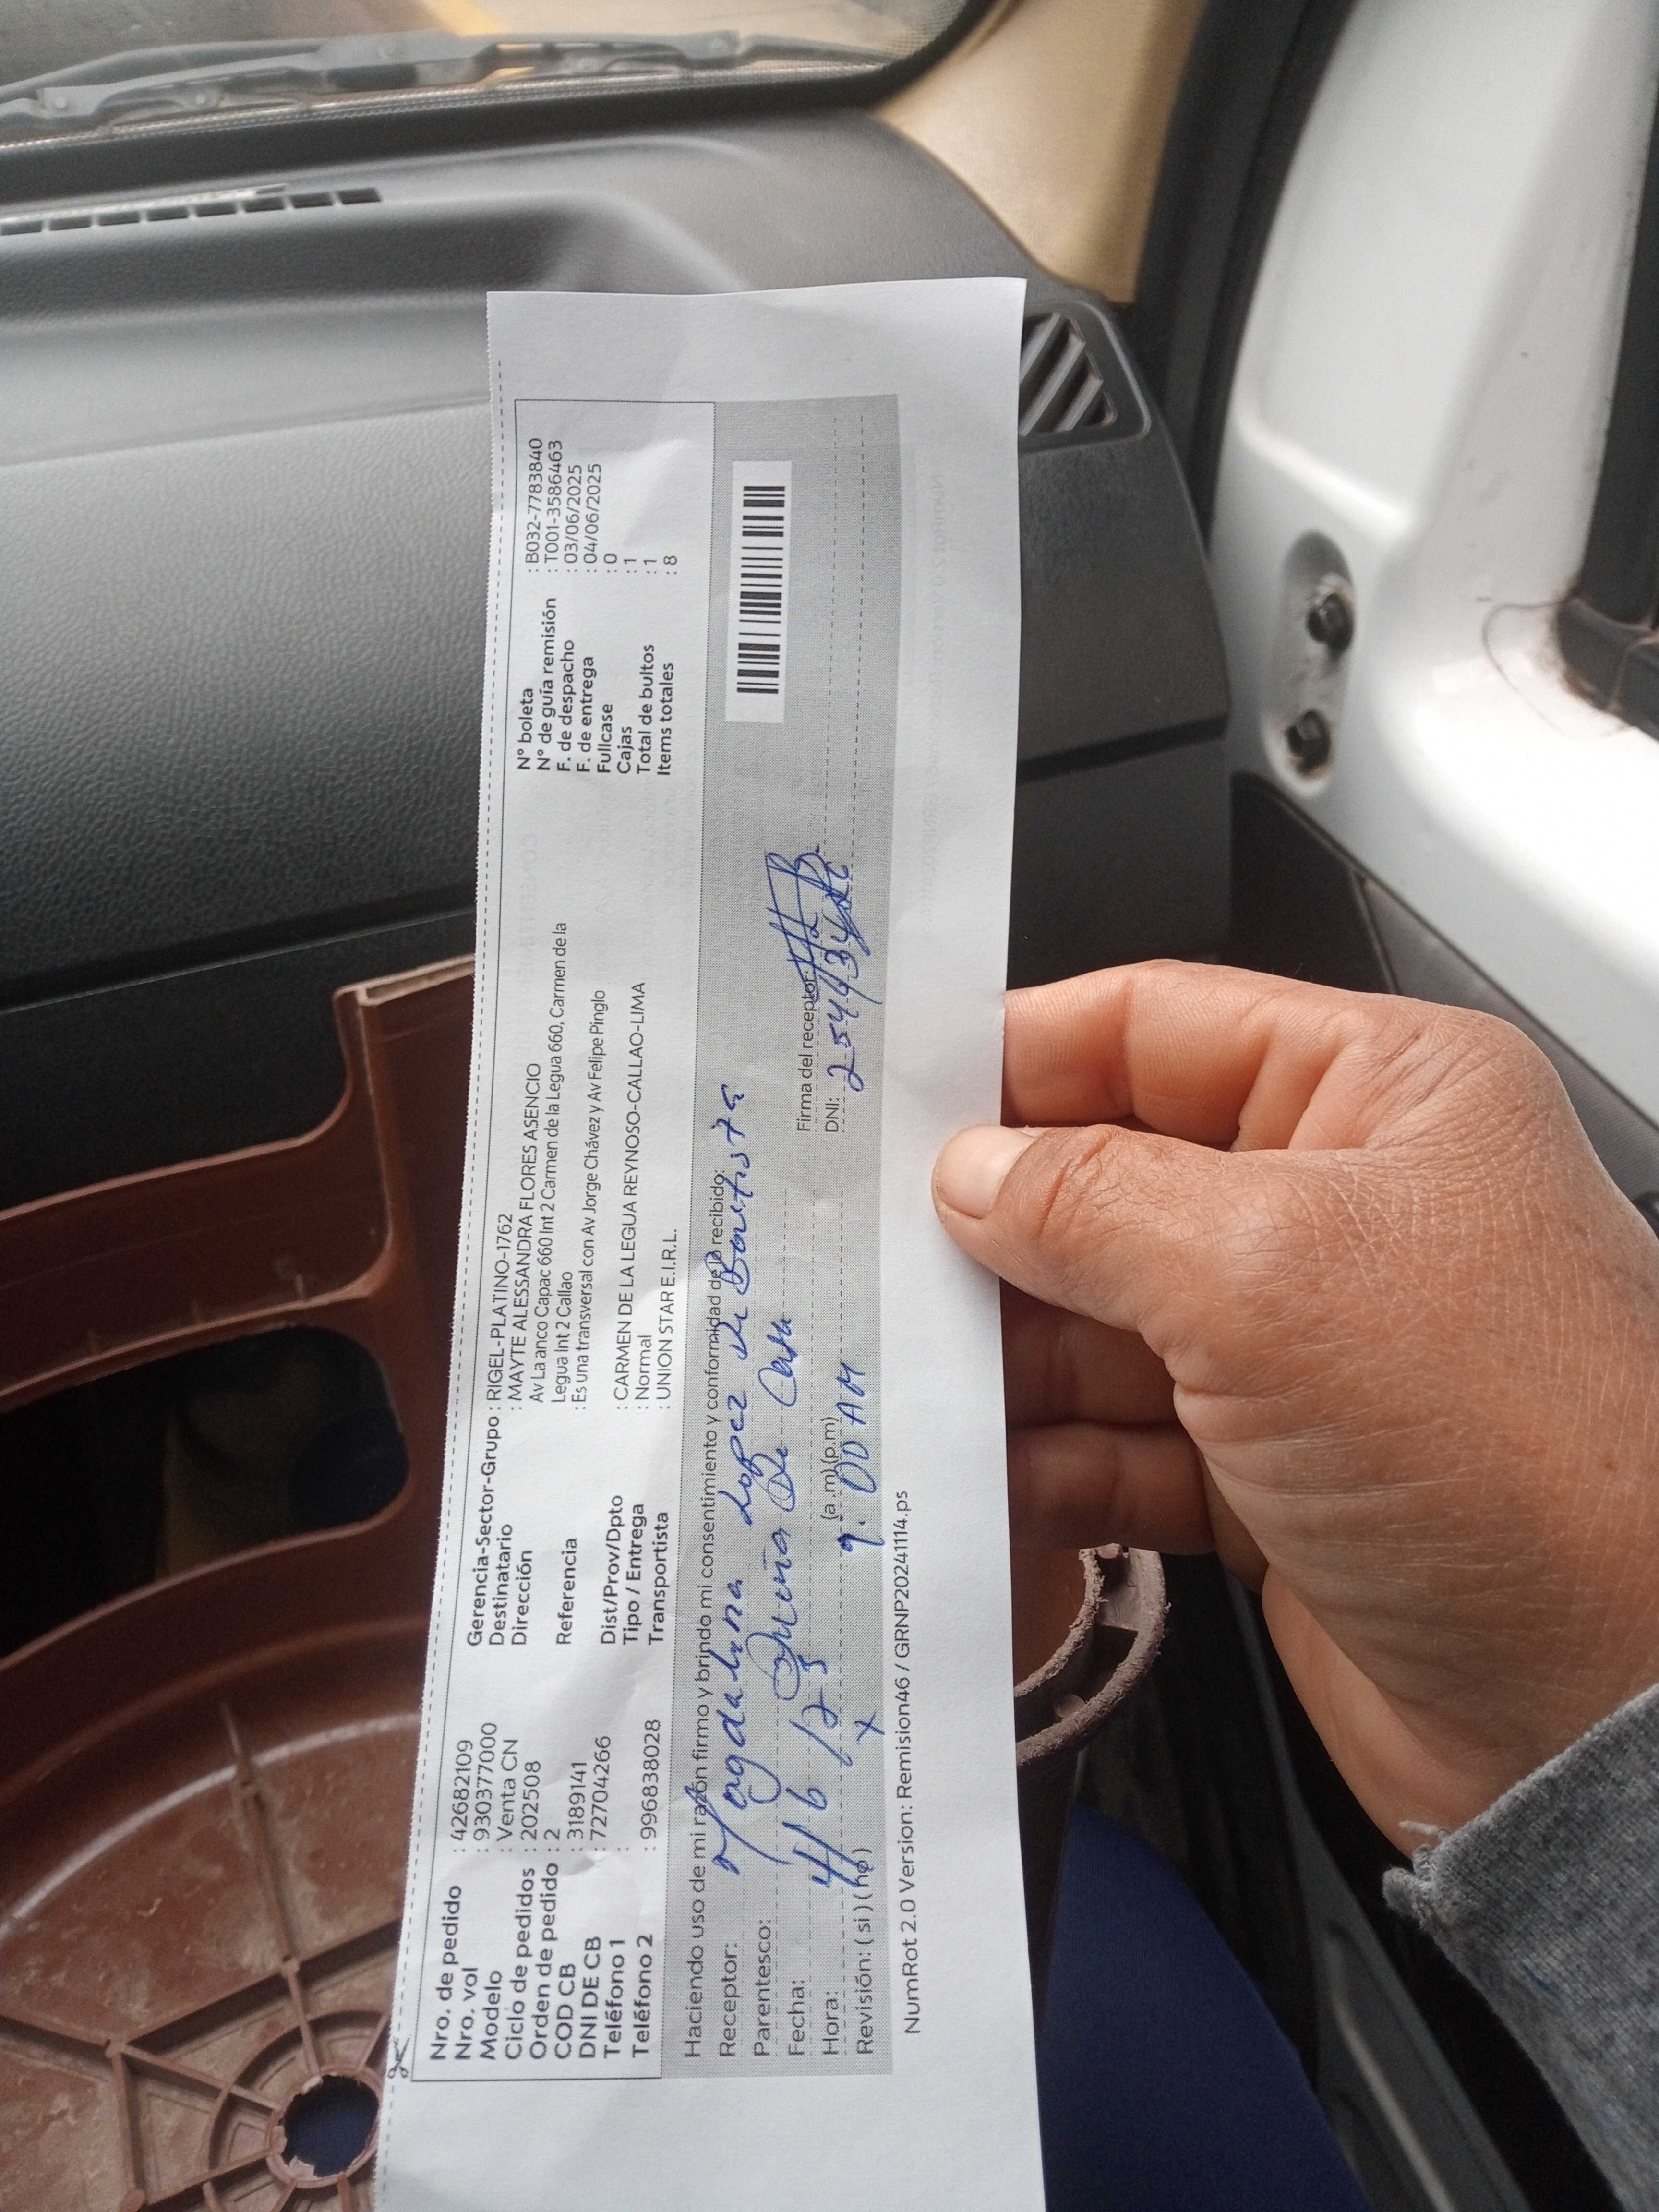 Nro. de pedido : 42682109
Nro. vol : 930377000
Modelo : Venta CN
Ciclo de pedidos : 202508
Orden de pedido : 2
COD CB : 3189141
DNI DE CB : 72704266
Teléfono 1 :
Teléfono 2 : 996838028
Gerencia-Sector-Grupo : RIGEL-PLATINO-1762
Destinatario : MAYTE ALESSANDRA FLORES ASENCIO
Dirección Av La anco Capac 660 Int 2 Carmen de la Legua 660, Carmen de la
Legua Int 2 Callao
Referencia : Es una transversal con Av Jorge Chávez y Av Felipe Pinglo
Dist/Prov/Dpto : CARMEN DE LA LEGUA REYNOSO-CALLAO-LIMA
Tipo / Entrega : Normal
Transportista : UNION STAR E.I.R.L.
N° boleta : B032-7783840
N° de guía remisión : T001-3586463
F. de despacho : 03/06/2025
F. de entrega : 04/06/2025
Fullcase : 0
Cajas : 1
Total de bultos : 1
Items totales : 8
Haciendo uso de mi razón firmo y brindo mi consentimiento y conformidad de lo recibido:
Receptor: Magdalena Lopez De Bautista
Parentesco: Dueña De Casa
Fecha: 4/6/25
Hora: (a.m)(p.m) 9:00 AM
Revisión: (si) (no) x
Firma del receptor:
DNI:
NumRot 2.0 Version: Remision46 / GRNP20241114.ps